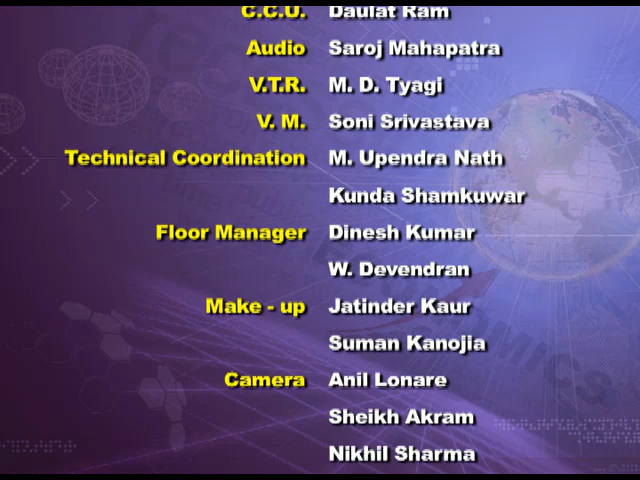 C.C.U. Daulat Ram
Audio Saroj Mahapatra
V.T.R. M. D. Tyagi
V. M. Soni Srivastava
Technical Coordination M. Upendra Nath
Kunda Shamkuwar
Floor Manager Dinesh Kumar
W. Devendran
Make - up Jatinder Kaur
Suman Kanojia
Camera Anil Lonare
Sheikh Akram
Nikhil Sharma